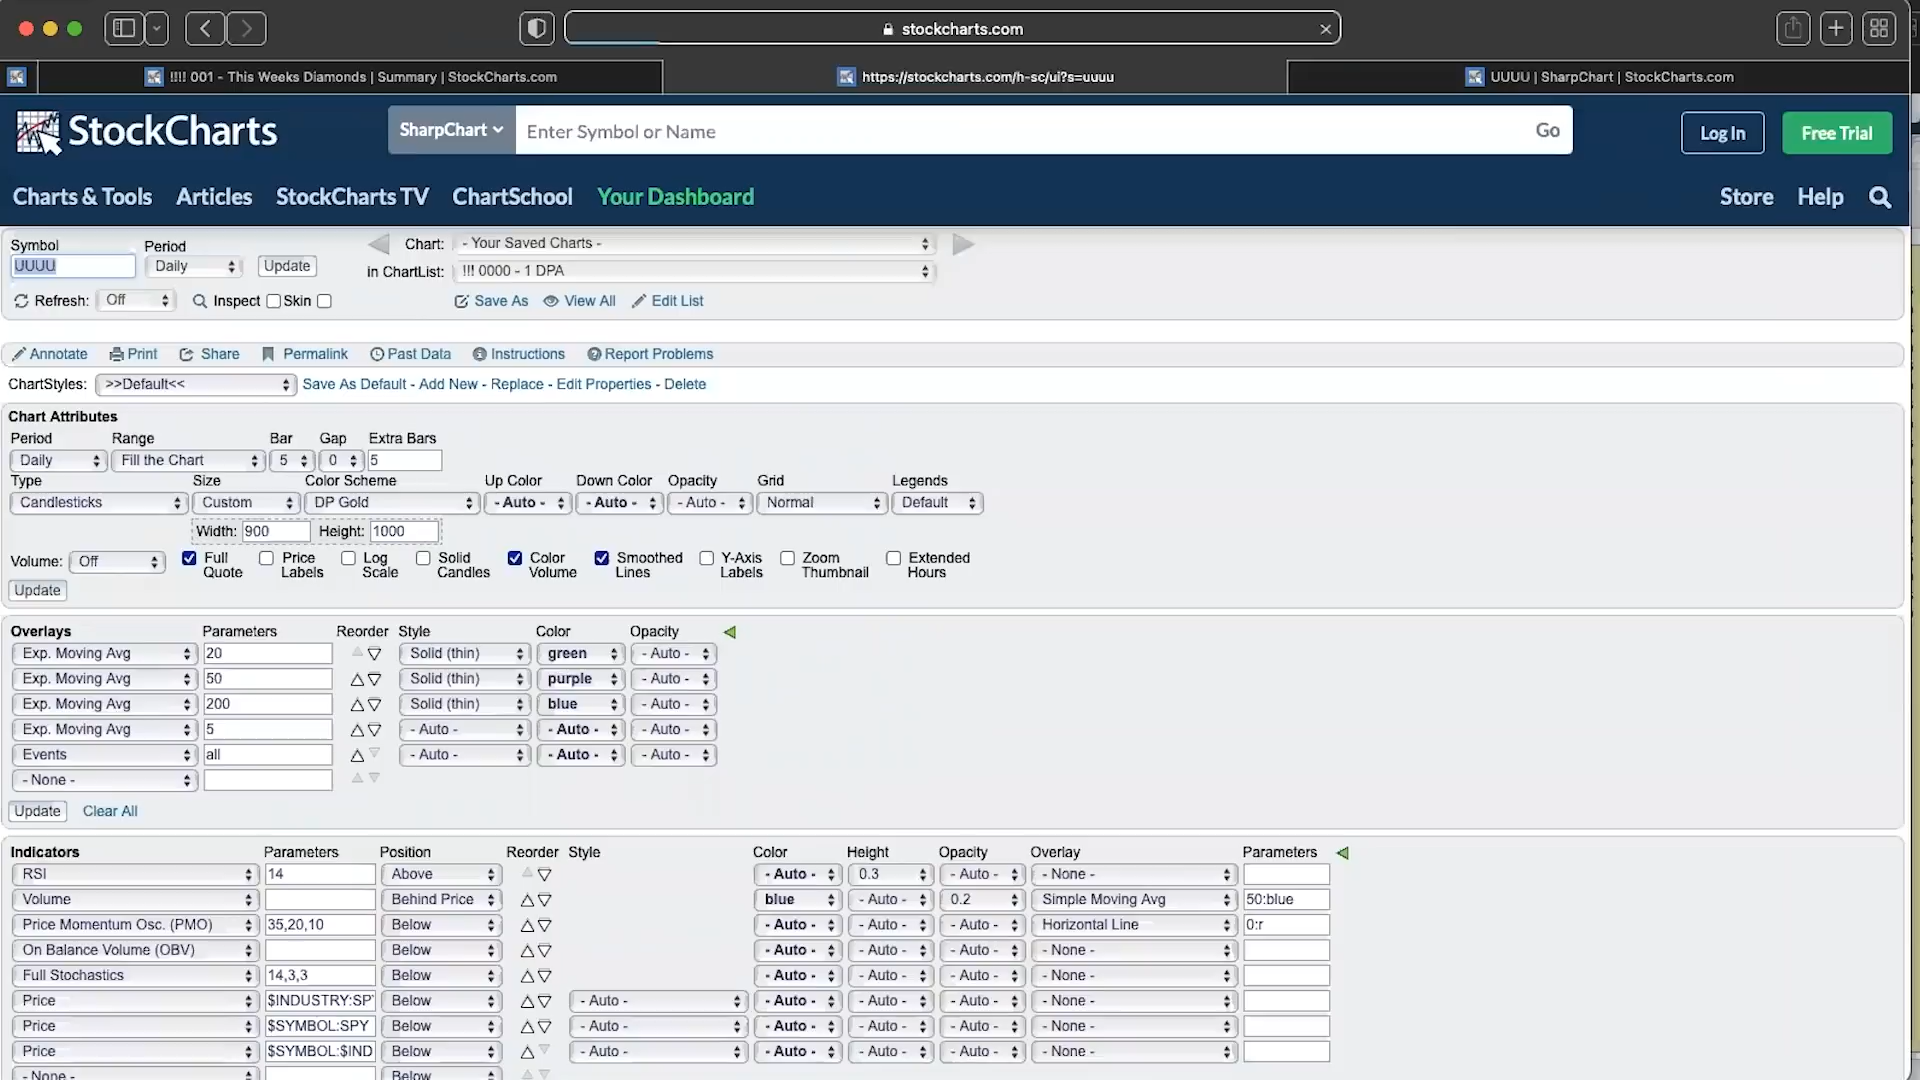 stockcharts.com
!!!! 001 - This Weeks Diamonds | Summary | StockCharts.com
https://stockcharts.com/h-sc/ui?s=uuuu
UUUU | SharpChart | StockCharts.com
StockCharts
SharpChart
Enter Symbol or Name
Go
Log In
Free Trial
Charts & Tools Articles StockCharts TV ChartSchool Your Dashboard
Store Help
Symbol Period
UUUU Daily Update
Chart: - Your Saved Charts -
in ChartList: !!! 0000 - 1 DPA
Refresh: Off Inspect Skin
Save As View All Edit List
Annotate Print Share Permalink Past Data Instructions Report Problems
ChartStyles: >>Default<< Save As Default - Add New - Replace - Edit Properties - Delete
Chart Attributes
Period Range Bar Gap Extra Bars
Daily Fill the Chart 5 0 5
Type Size Color Scheme Up Color Down Color Opacity Grid Legends
Candlesticks Custom DP Gold - Auto - - Auto - - Auto - Normal Default
Width: 900 Height: 1000
Volume: Off Full Quote Price Labels Log Scale Solid Candles Color Volume Smoothed Lines Y-Axis Labels Zoom Thumbnail Extended Hours
Update
Overlays Parameters Reorder Style Color Opacity
Exp. Moving Avg 20 Solid (thin) green - Auto -
Exp. Moving Avg 50 Solid (thin) purple - Auto -
Exp. Moving Avg 200 Solid (thin) blue - Auto -
Exp. Moving Avg 5 - Auto - - Auto - - Auto -
Events all - Auto - - Auto - - Auto -
- None -
Update Clear All
Indicators Parameters Position Reorder Style Color Height Opacity Overlay Parameters
RSI 14 Above - Auto - 0.3 - Auto - - None -
Volume Behind Price blue - Auto - 0.2 Simple Moving Avg 50:blue
Price Momentum Osc. (PMO) 35,20,10 Below - Auto - - Auto - - Auto - Horizontal Line 0:r
On Balance Volume (OBV) Below - Auto - - Auto - - Auto - - None -
Full Stochastics 14,3,3 Below - Auto - - Auto - - Auto - - None -
Price $INDUSTRY:SP Below - Auto - - Auto - - Auto - - Auto - - None -
Price $SYMBOL:SPY Below - Auto - - Auto - - Auto - - Auto - - None -
Price $SYMBOL:$IND Below - Auto - - Auto - - Auto - - Auto - - None -
- None - Below